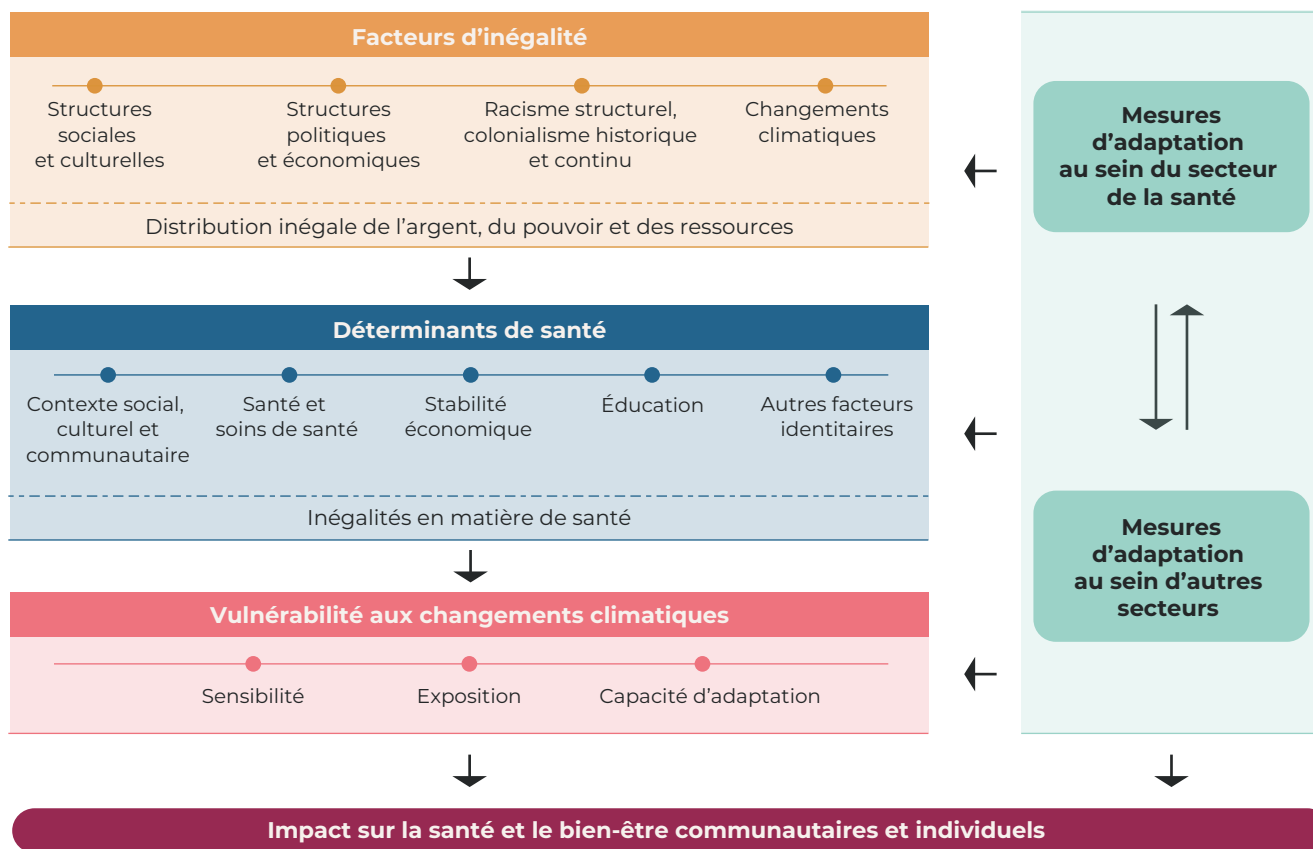 Facteurs d’inégalité
Structures
sociales
et culturelles
Structures
politiques
et économiques
Racisme structurel,
colonialisme historique
et continu
Changements
climatiques
Distribution inégale de l’argent, du pouvoir et des ressources
Déterminants de santé
Contexte social,
culturel et
communautaire
Santé et
soins de santé
Stabilité
économique
Éducation
Autres facteurs
identitaires
Inégalités en matière de santé
Vulnérabilité aux changements climatiques
Sensibilité
Exposition
Capacité d’adaptation
Mesures
d’adaptation
au sein du secteur
de la santé
Mesures
d’adaptation
au sein d’autres
secteurs
Impact sur la santé et le bien-être communautaires et individuels